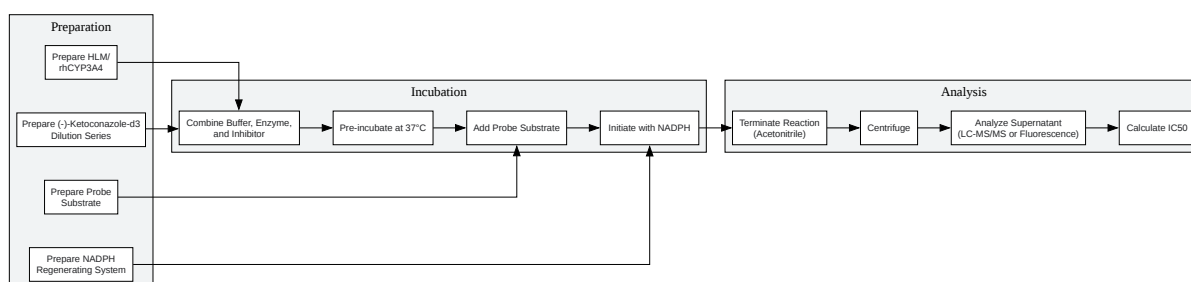 Preparation
Prepare HLM/
rhCYP3A4
Prepare (-)-Ketoconazole-d3
Dilution Series
Prepare Probe
Substrate
Prepare NADPH
Regenerating System
Incubation
Combine Buffer, Enzyme,
and Inhibitor
Pre-incubate at 37°C
Add Probe Substrate
Initiate with NADPH
Analysis
Terminate Reaction
(Acetonitrile)
Centrifuge
Analyze Supernatant
(LC-MS/MS or Fluorescence)
Calculate IC50